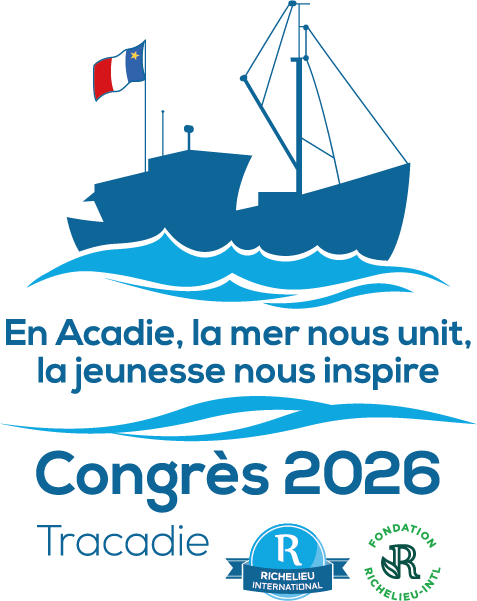 En Acadie, la mer nous unit,
la jeunesse nous inspire
Congrès 2026
Tracadie
R
RICHELIEU
INTERNATIONAL
FONDATION
R
RICHELIEU-INTL